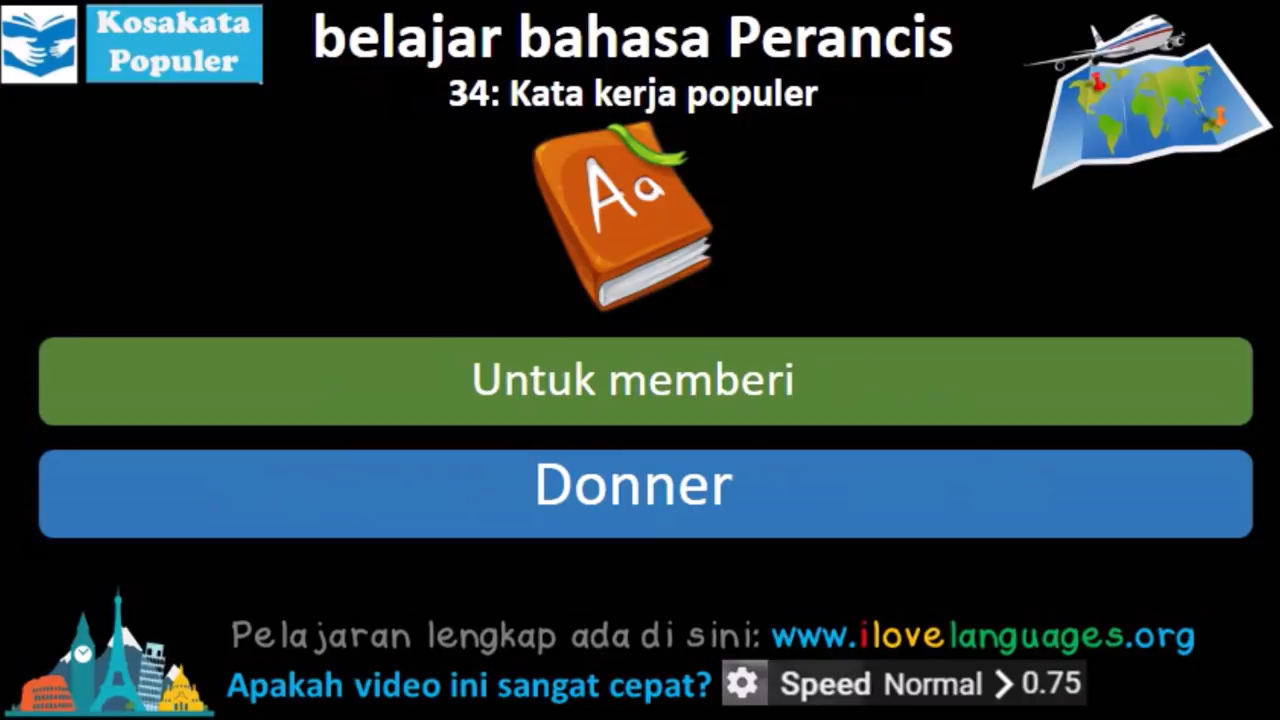 Kosakata
Populer
belajar bahasa Perancis
34: Kata kerja populer
Aa
Untuk memberi
Donner
Pelajaran lengkap ada di sini: www.ilovelanguages.org
Apakah video ini sangat cepat? Speed Normal > 0.75